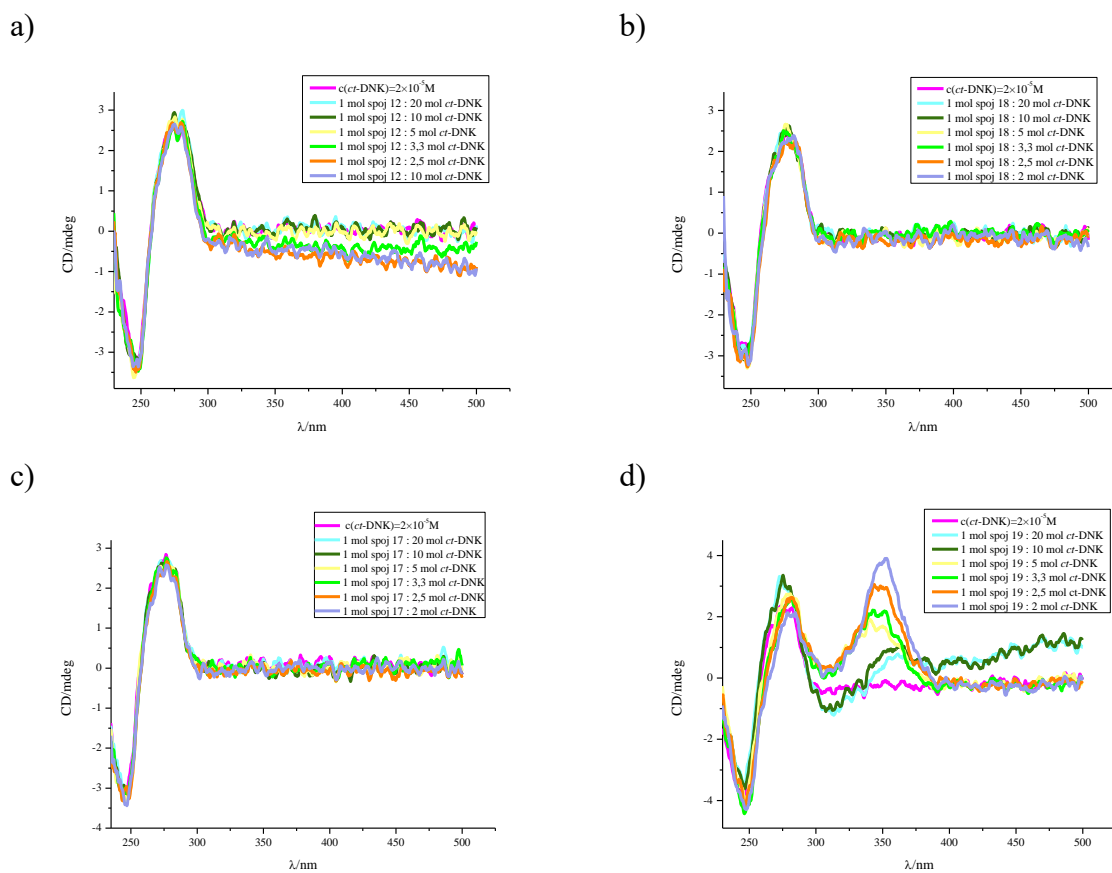 a)
c(ct-DNK)=2×10⁻⁵M
1 mol spoj 12 : 20 mol ct-DNK
1 mol spoj 12 : 10 mol ct-DNK
1 mol spoj 12 : 5 mol ct-DNK
1 mol spoj 12 : 3,3 mol ct-DNK
1 mol spoj 12 : 2,5 mol ct-DNK
1 mol spoj 12 : 10 mol ct-DNK
CD/mdeg
3
2
1
0
-1
-3
250 300 350 400 450 500
λ/nm
b)
c(ct-DNK)=2×10⁻⁵M
1 mol spoj 18 : 20 mol ct-DNK
1 mol spoj 18 : 10 mol ct-DNK
1 mol spoj 18 : 5 mol ct-DNK
1 mol spoj 18 : 3,3 mol ct-DNK
1 mol spoj 18 : 2,5 mol ct-DNK
1 mol spoj 18 : 2 mol ct-DNK
CD/mdeg
3
2
1
0
-1
-3
250 300 350 400 450 500
λ/nm
c)
c(ct-DNK)=2×10⁻⁵M
1 mol spoj 17 : 20 mol ct-DNK
1 mol spoj 17 : 10 mol ct-DNK
1 mol spoj 17 : 5 mol ct-DNK
1 mol spoj 17 : 3,3 mol ct-DNK
1 mol spoj 17 : 2,5 mol ct-DNK
1 mol spoj 17 : 2 mol ct-DNK
CD/mdeg
3
2
1
0
-1
-2
-3
-4
250 300 350 400 450 500
λ/nm
d)
c(ct-DNK)=2×10⁻⁵M
1 mol spoj 19 : 20 mol ct-DNK
1 mol spoj 19 : 10 mol ct-DNK
1 mol spoj 19 : 5 mol ct-DNK
1 mol spoj 19 : 3,3 mol ct-DNK
1 mol spoj 19 : 2,5 mol ct-DNK
1 mol spoj 19 : 2 mol ct-DNK
CD/mdeg
4
2
0
-2
-4
250 300 350 400 450 500
λ/nm